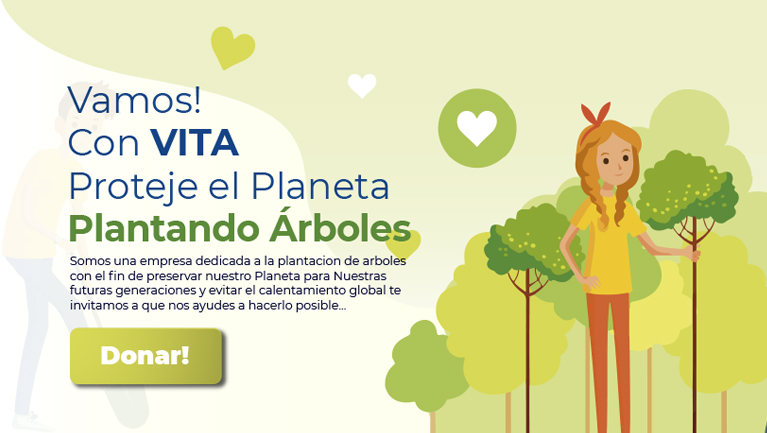 Vamos!
Con VITA
Proteje el Planeta
Plantando Árboles
Somos una empresa dedicada a la plantacion de arboles
con el fin de preservar nuestro Planeta para Nuestras
futuras generaciones y evitar el calentamiento global te
invitamos a que nos ayudes a hacerlo posible...
Donar!